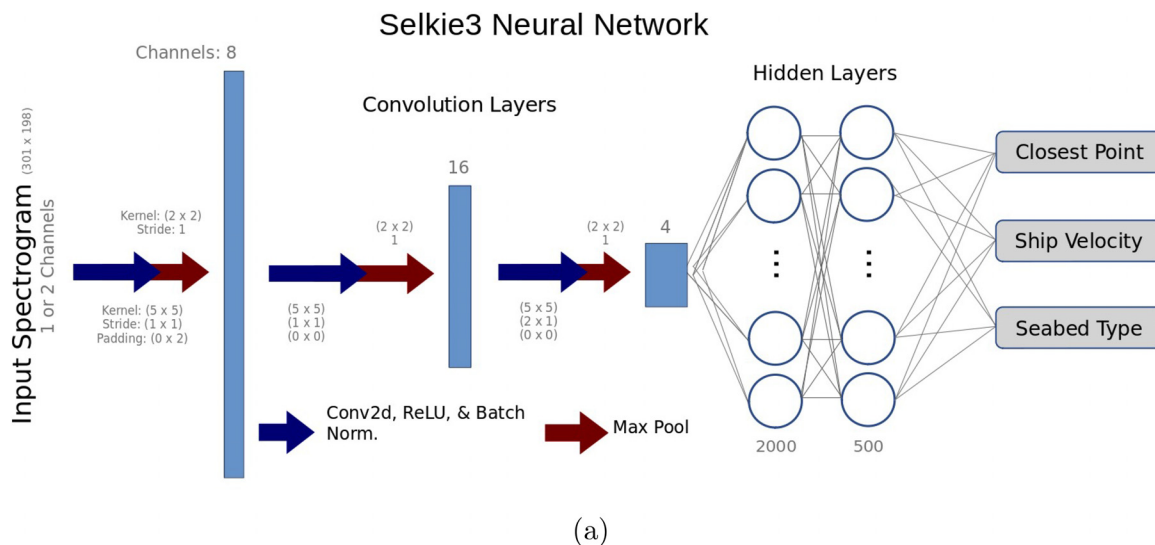 Selkie3 Neural Network
Input Spectrogram (301 x 198)
1 or 2 Channels
Channels: 8
Kernel: (2 x 2)
Stride: 1
Kernel: (5 x 5)
Stride: (1 x 1)
Padding: (0 x 2)
Convolution Layers
(2 x 2)
1
(5 x 5)
(1 x 1)
(0 x 0)
16
(2 x 2)
1
(5 x 5)
(2 x 1)
(0 x 0)
4
Hidden Layers
...
...
2000
500
Closest Point
Ship Velocity
Seabed Type
Conv2d, ReLU, & Batch
Norm.
Max Pool
(a)